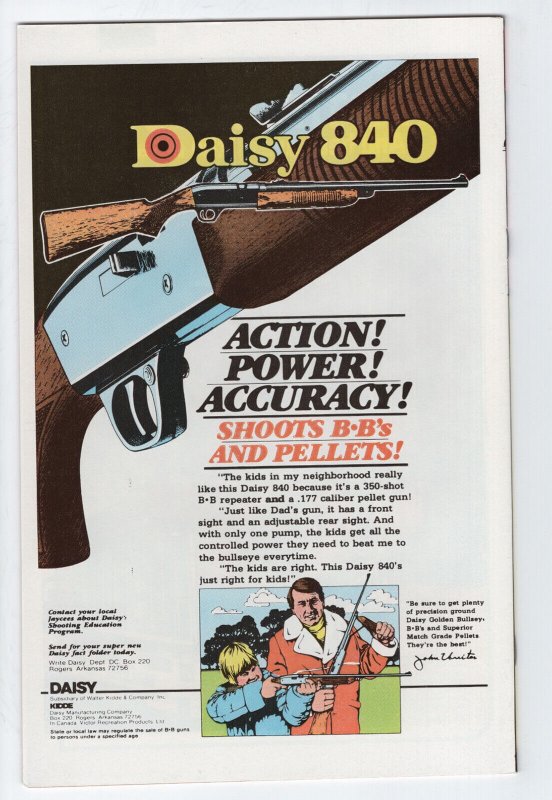 Daisy 840
ACTION!
POWER!
ACCURACY!
SHOOTS B•B's
AND PELLETS!
"The kids in my neighborhood really
like this Daisy 840 because it's a 350-shot
B•B repeater and a .177 caliber pellet gun!
"Just like Dad's gun, it has a front
sight and an adjustable rear sight. And
with only one pump, the kids get all the
controlled power they need to beat me to
the bullseye everytime.
"The kids are right. This Daisy 840's
just right for kids!"
"Be sure to get plenty
of precision ground
Daisy Golden Bullseye
B•B's and Superior
Match Grade Pellets
They're the best!"
Contact your local
Jaycees about Daisy's
Shooting Education
Program.
Send for your super new
Daisy fact folder today.
Write Daisy Dept DC, Box 220
Rogers Arkansas 72756
DAISY
Subsidiary of Walter Kidde & Company, Inc.
KIDDE
Daisy Manufacturing Company
Box 220 Rogers, Arkansas 72756
In Canada, Victor Recreation Products, Ltd
State or local law may regulate the sale of B•B guns
to persons under a specified age